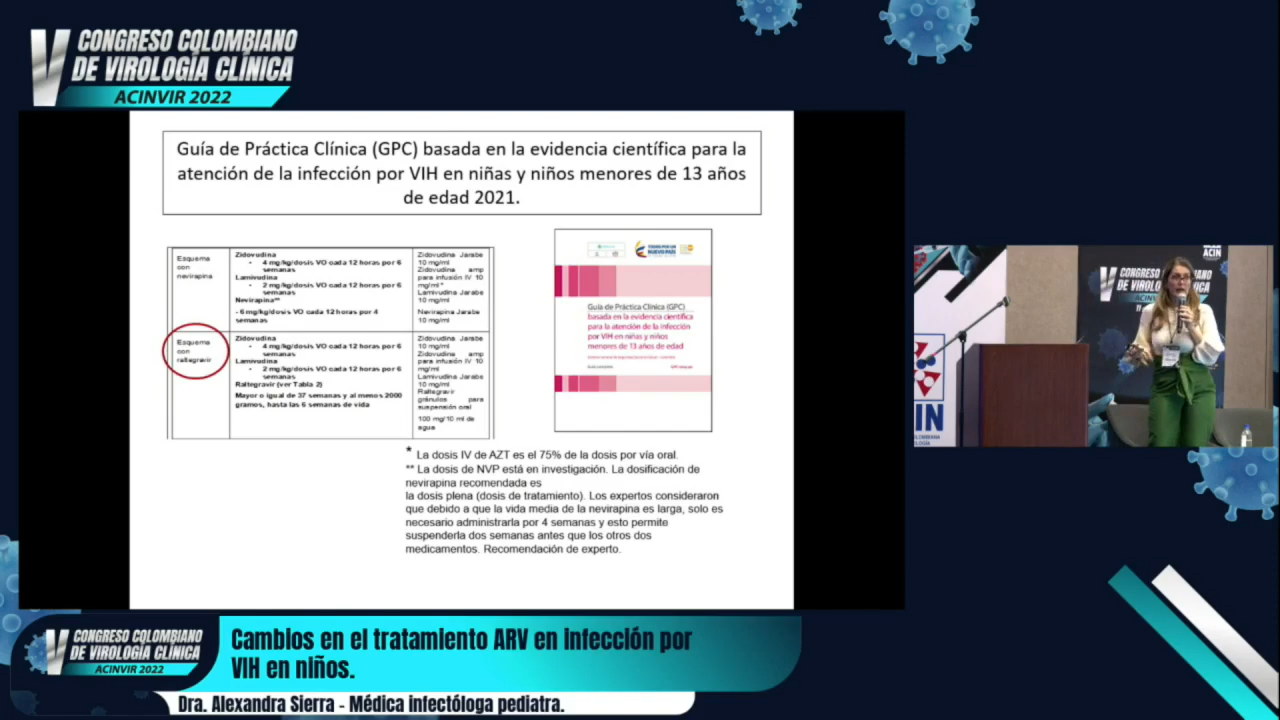 V CONGRESO COLOMBIANO
DE VIROLOGÍA CLÍNICA
ACINVIR 2022
Guía de Práctica Clínica (GPC) basada en la evidencia científica para la
atención de la infección por VIH en niñas y niños menores de 13 años
de edad 2021.
Esquema
con
nevirapina
Zidovudina
- 4 mg/kg/dosis VO cada 12 horas por 6
semanas
Lamivudina
- 2 mg/kg/dosis VO cada 12 horas por 6
semanas
Nevirapina**
- 6 mg/kg/dosis VO cada 12 horas por 4
semanas
Zidovudina Jarabe
10 mg/ml
Zidovudina amp
para infusión IV 10
mg/ml*
Lamivudina Jarabe
10 mg/ml
Nevirapina Jarabe
10 mg/ml
Esquema
con
raltegravir
Zidovudina
- 4 mg/kg/dosis VO cada 12 horas por 6
semanas
Lamivudina
- 2 mg/kg/dosis VO cada 12 horas por 6
semanas
Raltegravir (ver Tabla 2)
Mayor o igual de 37 semanas y al menos 2000
gramos, hasta las 6 semanas de vida
Zidovudina Jarabe
10 mg/ml
Zidovudina amp
para infusión IV 10
mg/ml
Lamivudina Jarabe
10 mg/ml
Raltegravir
gránulos para
suspensión oral
100 mg/10 ml de
agua
TODOS POR UN
NUEVO PAÍS
Guía de Práctica Clínica (GPC)
basada en la evidencia científica
para la atención de la infección
por VIH en niñas y niños
menores de 13 años de edad
* La dosis IV de AZT es el 75% de la dosis por vía oral.
** La dosis de NVP está en investigación. La dosificación de
nevirapina recomendada es
la dosis plena (dosis de tratamiento). Los expertos consideraron
que debido a que la vida media de la nevirapina es larga, solo es
necesario administrarla por 4 semanas y esto permite
suspenderla dos semanas antes que los otros dos
medicamentos. Recomendación de experto.
ACIN
V CONGRESO
DE VIROLOGÍA
ACINVIR
IN
V CONGRESO COLOMBIANO
DE VIROLOGÍA CLÍNICA
ACINVIR 2022
Cambios en el tratamiento ARV en infección por
VIH en niños.
Dra. Alexandra Sierra - Médica infectóloga pediatra.